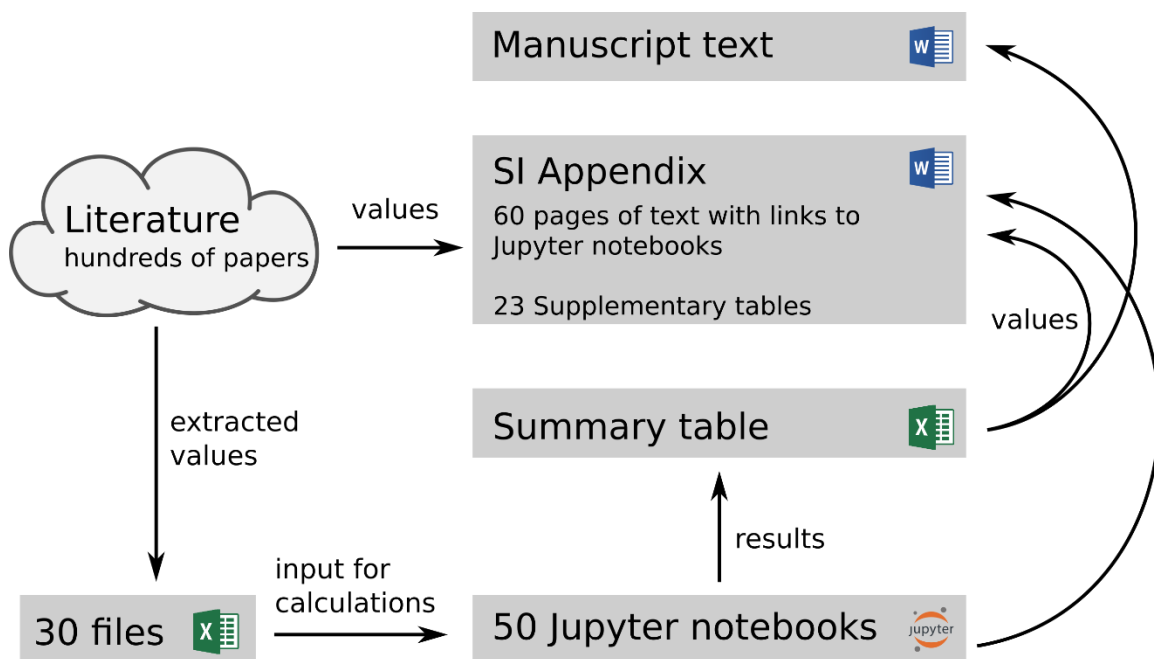 Manuscript text
W
SI Appendix
W
60 pages of text with links to
Jupyter notebooks
23 Supplementary tables
Literature
hundreds of papers
values
values
extracted
values
Summary table
X
results
input for
calculations
30 files
X
50 Jupyter notebooks
jupyter